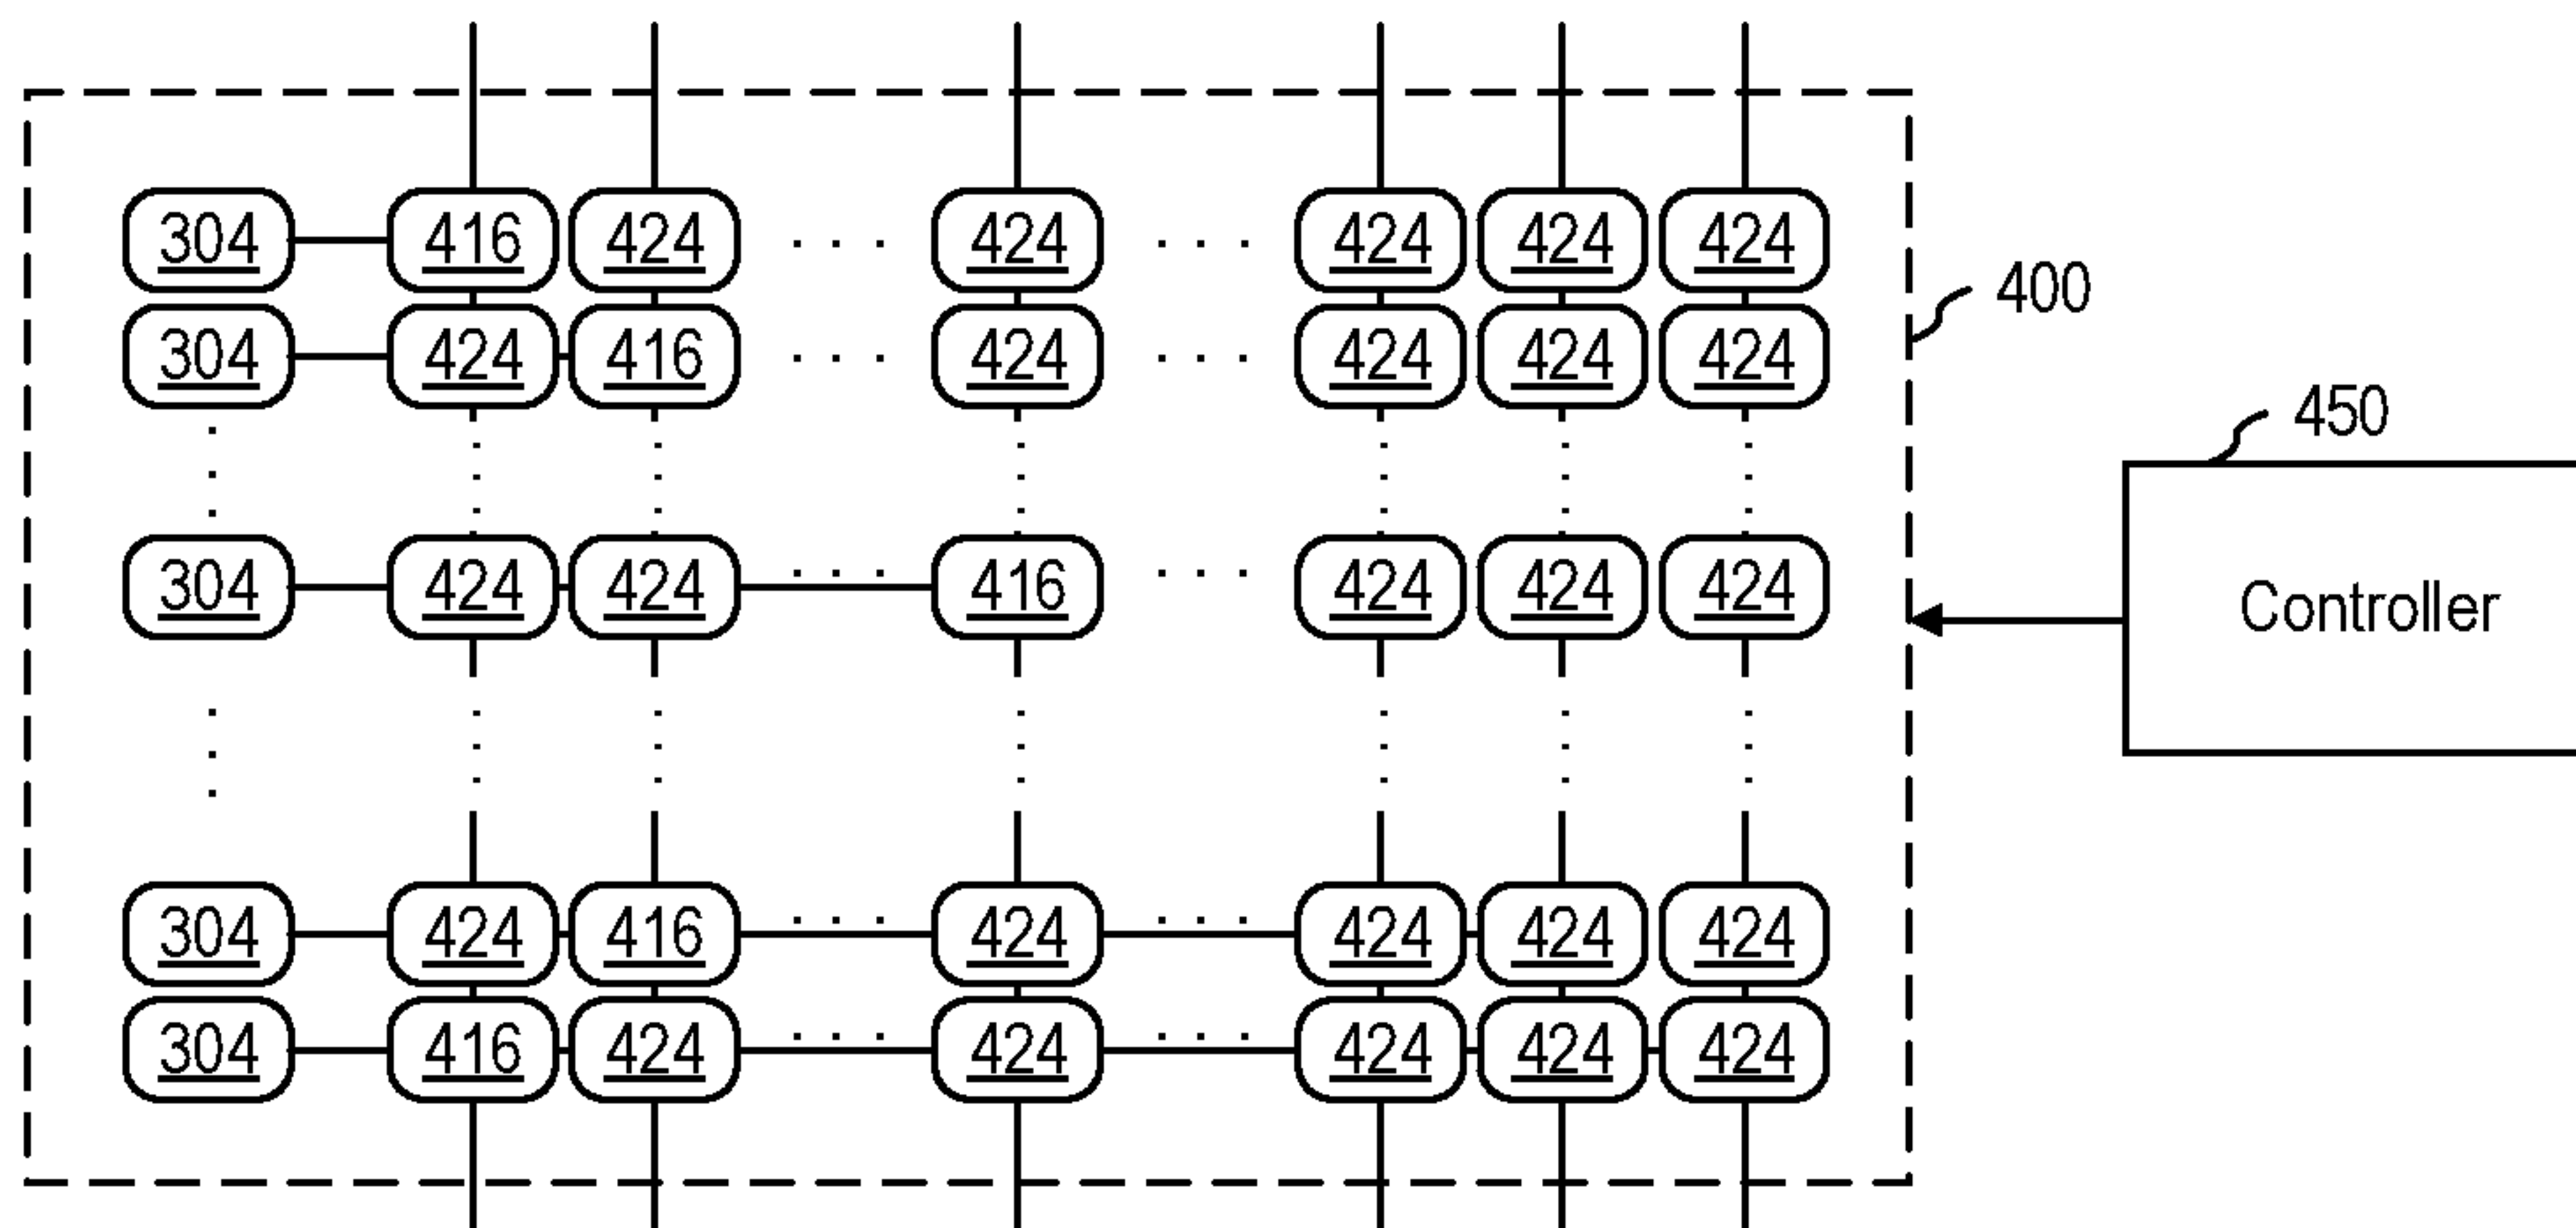 304 416 424 . . . 424 . . . 424 424 424
400
304 424 416 . . . 424 . . . 424 424 424
450
304 424 424 . . . 416 . . . 424 424 424
Controller
304 424 416 . . . 424 . . . 424 424 424
304 416 424 . . . 424 . . . 424 424 424